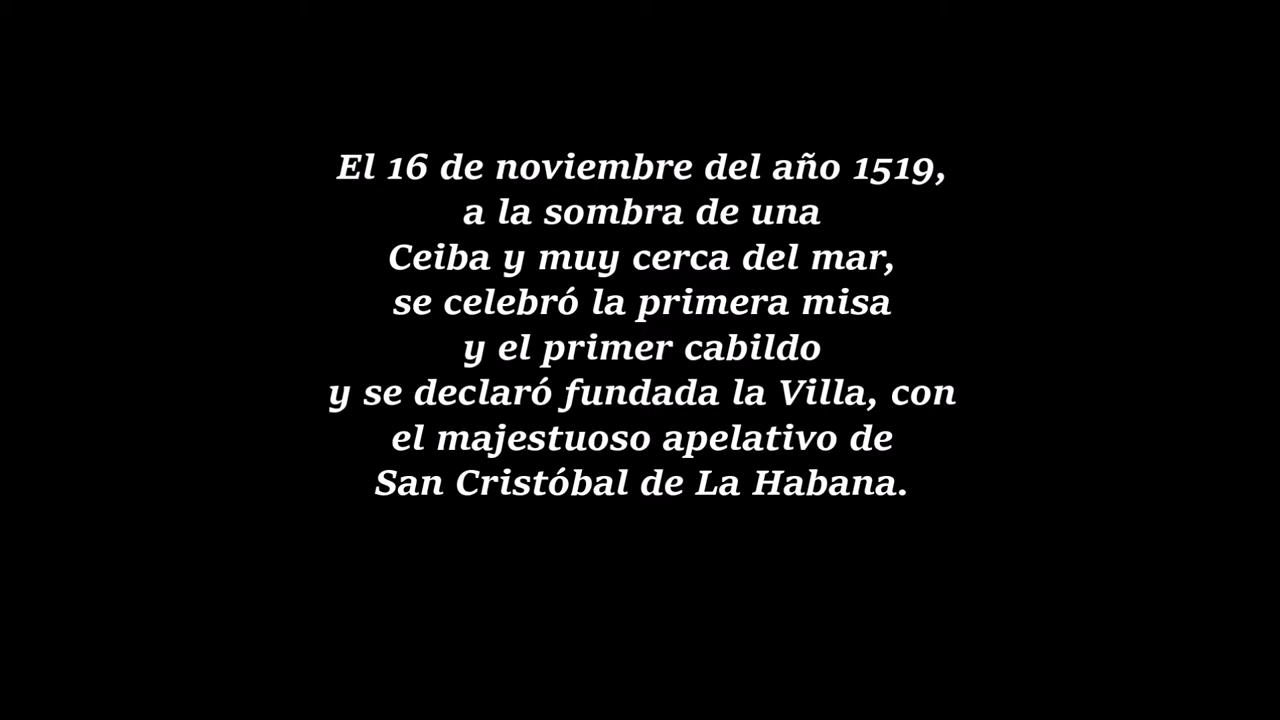 El 16 de noviembre del año 1519,
a la sombra de una
Ceiba y muy cerca del mar,
se celebró la primera misa
y el primer cabildo
y se declaró fundada la Villa, con
el majestuoso apelativo de
San Cristóbal de La Habana.